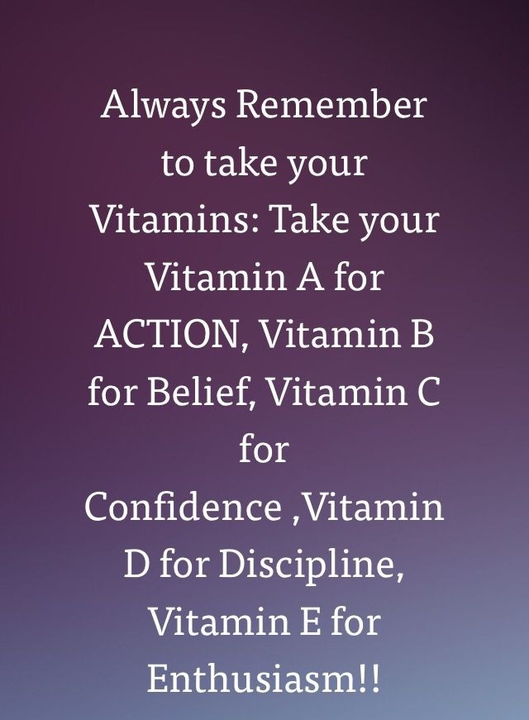 Always Remember
to take your
Vitamins: Take your
Vitamin A for
ACTION, Vitamin B
for Belief, Vitamin C
for
Confidence ,Vitamin
D for Discipline,
Vitamin E for
Enthusiasm!!